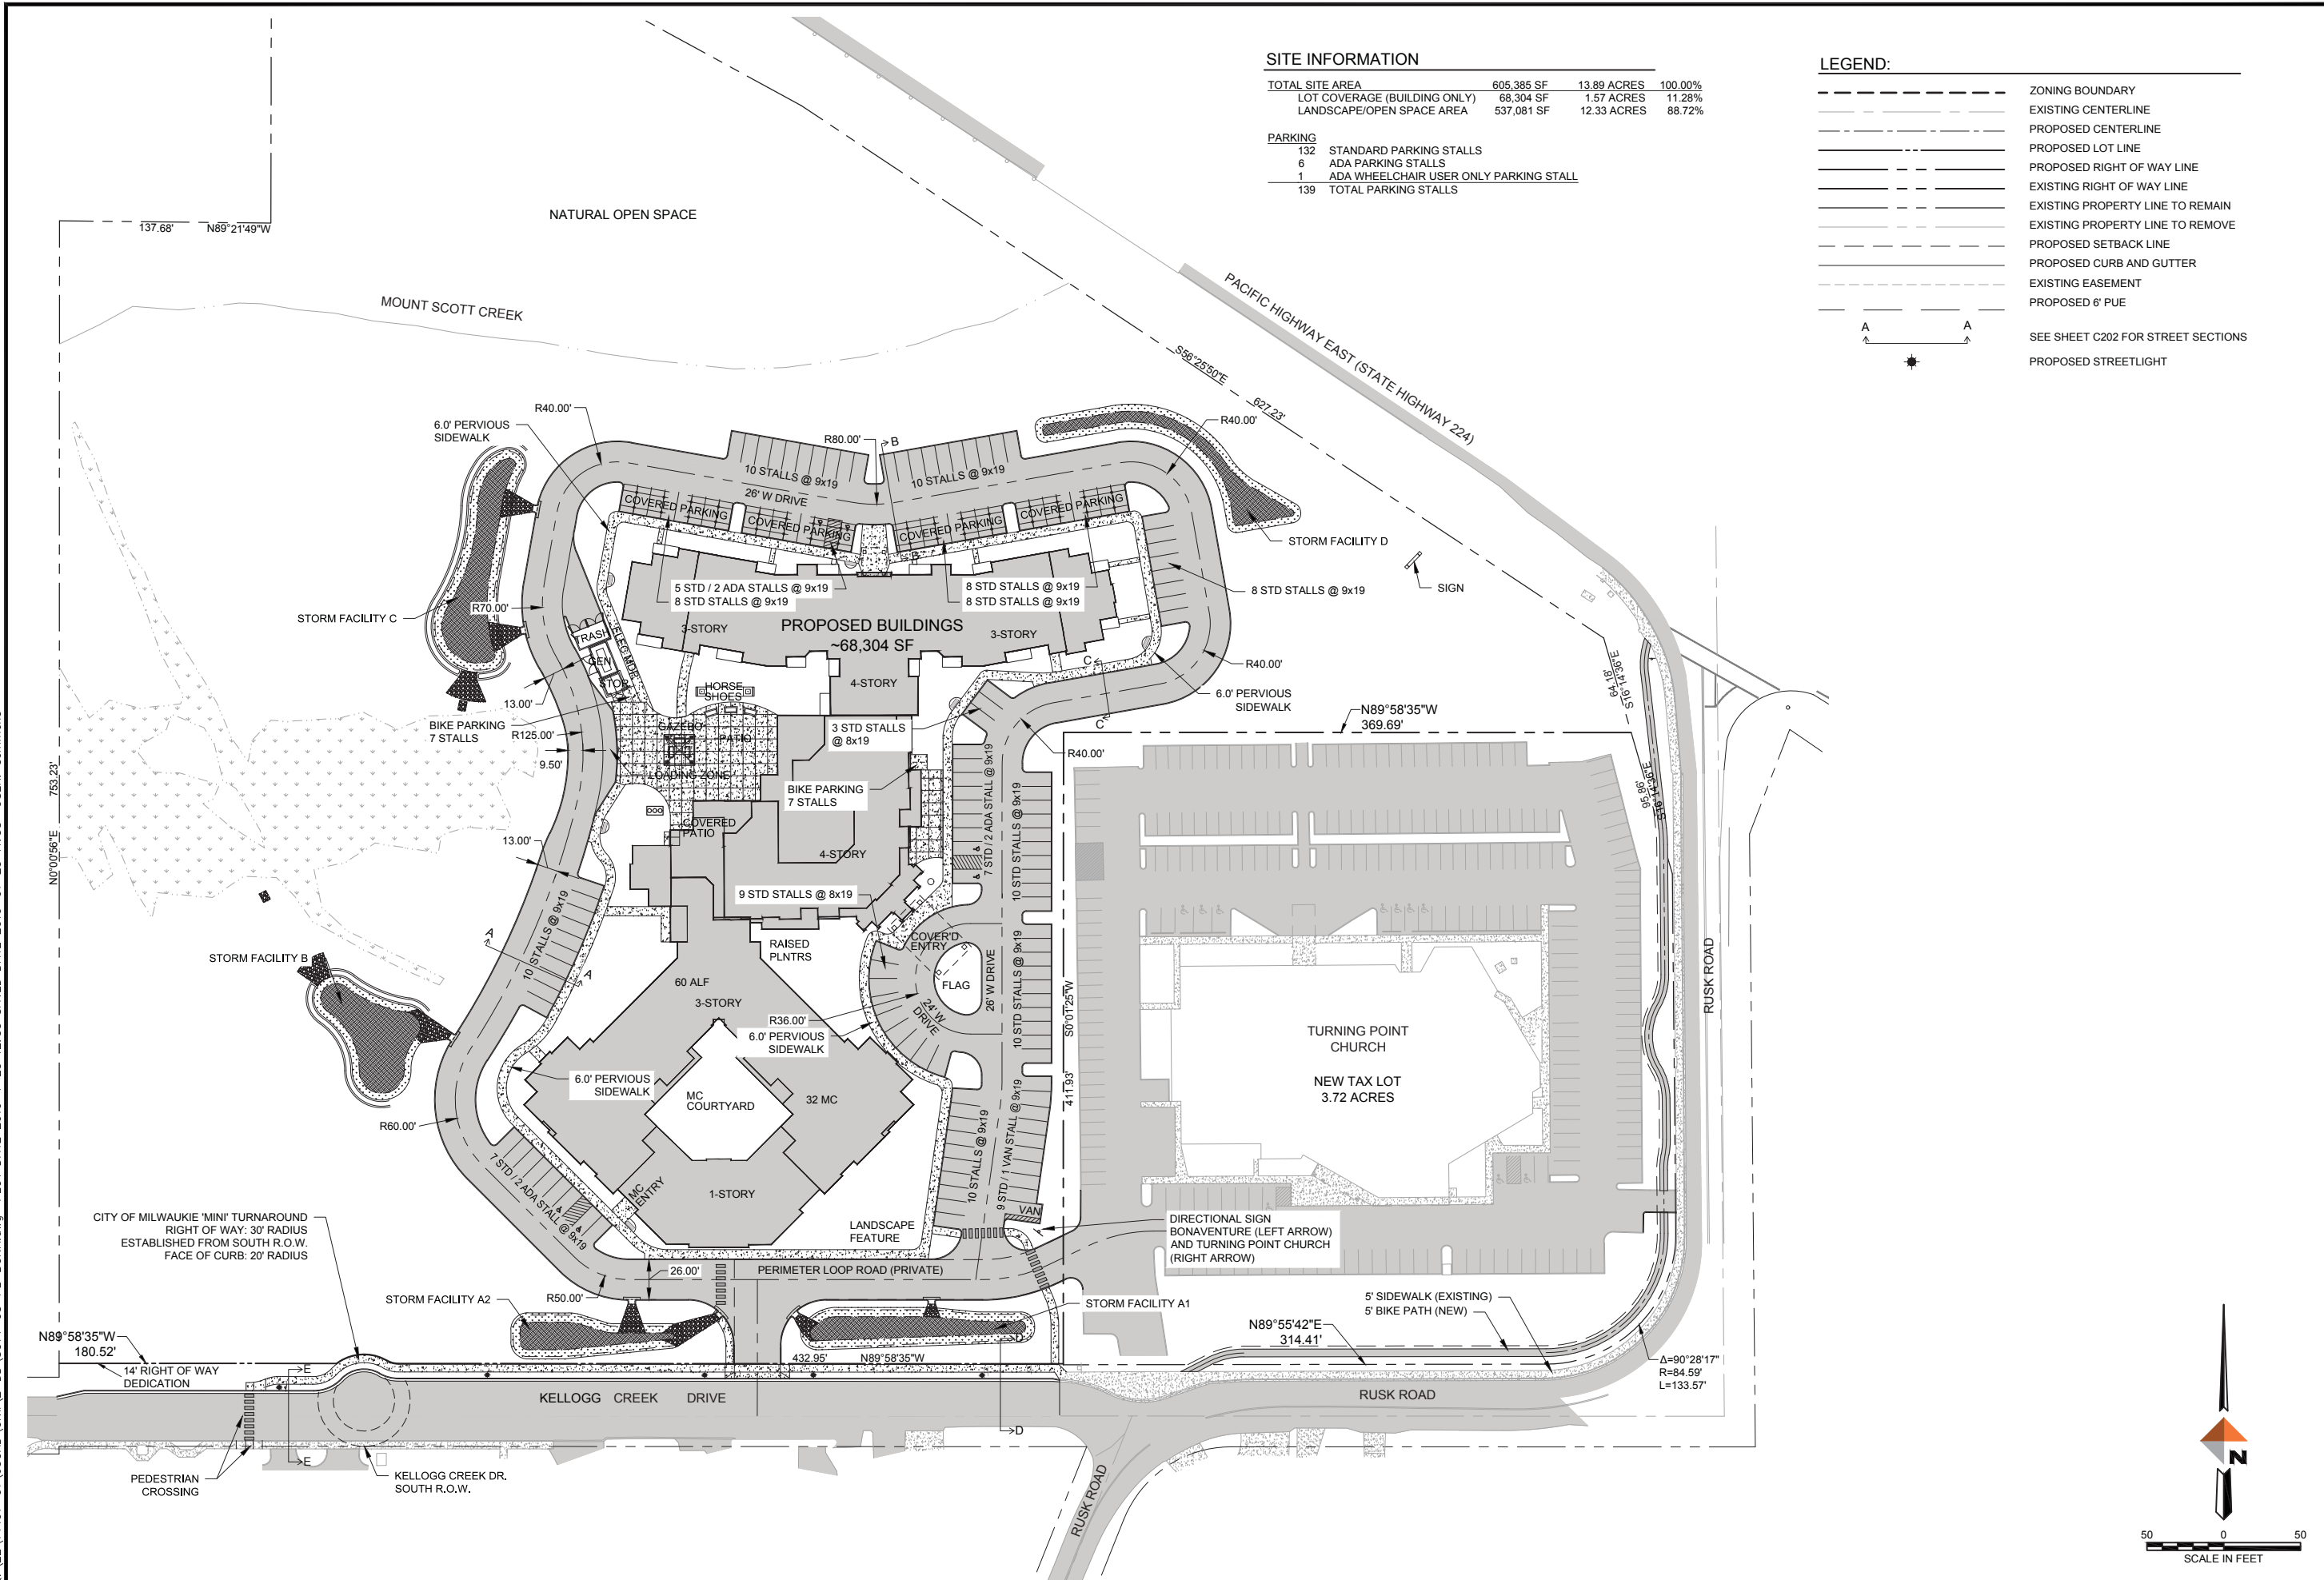 SITE INFORMATION
TOTAL SITE AREA 605,385 SF 13.89 ACRES 100.00%
LOT COVERAGE (BUILDING ONLY) 68,304 SF 1.57 ACRES 11.28%
LANDSCAPE/OPEN SPACE AREA 537,081 SF 12.33 ACRES 88.72%
PARKING
132 STANDARD PARKING STALLS
6 ADA PARKING STALLS
1 ADA WHEELCHAIR USER ONLY PARKING STALL
139 TOTAL PARKING STALLS
LEGEND:
ZONING BOUNDARY
EXISTING CENTERLINE
PROPOSED CENTERLINE
PROPOSED LOT LINE
PROPOSED RIGHT OF WAY LINE
EXISTING RIGHT OF WAY LINE
EXISTING PROPERTY LINE TO REMAIN
EXISTING PROPERTY LINE TO REMOVE
PROPOSED SETBACK LINE
PROPOSED CURB AND GUTTER
EXISTING EASEMENT
PROPOSED 6' PUE
A A
SEE SHEET C202 FOR STREET SECTIONS
PROPOSED STREETLIGHT
NATURAL OPEN SPACE
137.68' N89°21'49"W
MOUNT SCOTT CREEK
PACIFIC HIGHWAY EAST (STATE HIGHWAY 224)
S56°25'50"E
627.23'
R40.00'
6.0' PERVIOUS
SIDEWALK
R80.00'
B
R40.00'
10 STALLS @ 9x19
10 STALLS @ 9x19
26' W DRIVE
COVERED PARKING
COVERED PARKING
COVERED PARKING
COVERED PARKING
B
STORM FACILITY D
SIGN
8 STD STALLS @ 9x19
5 STD / 2 ADA STALLS @ 9x19
8 STD STALLS @ 9x19
8 STD STALLS @ 9x19
8 STD STALLS @ 9x19
STORM FACILITY C
R70.00'
TRASH
GEN
STOR.
ELEC MDR
3-STORY
PROPOSED BUILDINGS
~68,304 SF
3-STORY
4-STORY
C
C
R40.00'
6.0' PERVIOUS
SIDEWALK
13.00'
HORSE
SHOES
BIKE PARKING
7 STALLS
R125.00'
9.50'
GAZEBO
PATIO
LOADING ZONE
3 STD STALLS
@ 8x19
R40.00'
N89°58'35"W
369.69'
S16°14'36"E
64.18'
S16°14'36"E
95.86'
BIKE PARKING
7 STALLS
COVERED
PATIO
4-STORY
7 STD / 2 ADA STALL @ 9x19
10 STD STALLS @ 9x19
753.23'
N0°00'56"E
13.00'
9 STD STALLS @ 8x19
10 STALLS @ 9x19
A
A
STORM FACILITY B
RAISED
PLNTRS
COVER'D
ENTRY
FLAG
26' W DRIVE
10 STD STALLS @ 9x19
60 ALF
3-STORY
R36.00'
24' W
DRIVE
6.0' PERVIOUS
SIDEWALK
S0°01'25"W
411.93'
RUSK ROAD
TURNING POINT
CHURCH
NEW TAX LOT
3.72 ACRES
6.0' PERVIOUS
SIDEWALK
MC
COURTYARD
32 MC
R60.00'
7 STD / 2 ADA STALL @ 9x19
10 STALLS @ 9x19
9 STD / 1 VAN STALL @ 9x19
VAN
MC
ENTRY
1-STORY
LANDSCAPE
FEATURE
CITY OF MILWAUKIE 'MINI' TURNAROUND
RIGHT OF WAY: 30' RADIUS
ESTABLISHED FROM SOUTH R.O.W.
FACE OF CURB: 20' RADIUS
DIRECTIONAL SIGN
BONAVENTURE (LEFT ARROW)
AND TURNING POINT CHURCH
(RIGHT ARROW)
26.00'
PERIMETER LOOP ROAD (PRIVATE)
R50.00'
STORM FACILITY A2
STORM FACILITY A1
5' SIDEWALK (EXISTING)
5' BIKE PATH (NEW)
N89°58'35"W
180.52'
14' RIGHT OF WAY
DEDICATION
E
432.95' N89°58'35"W
D
N89°55'42"E
314.41'
Δ=90°28'17"
R=84.59'
L=133.57'
KELLOGG CREEK DRIVE
RUSK ROAD
D
E
PEDESTRIAN
CROSSING
KELLOGG CREEK DR.
SOUTH R.O.W.
RUSK ROAD
N
50 0 50
SCALE IN FEET